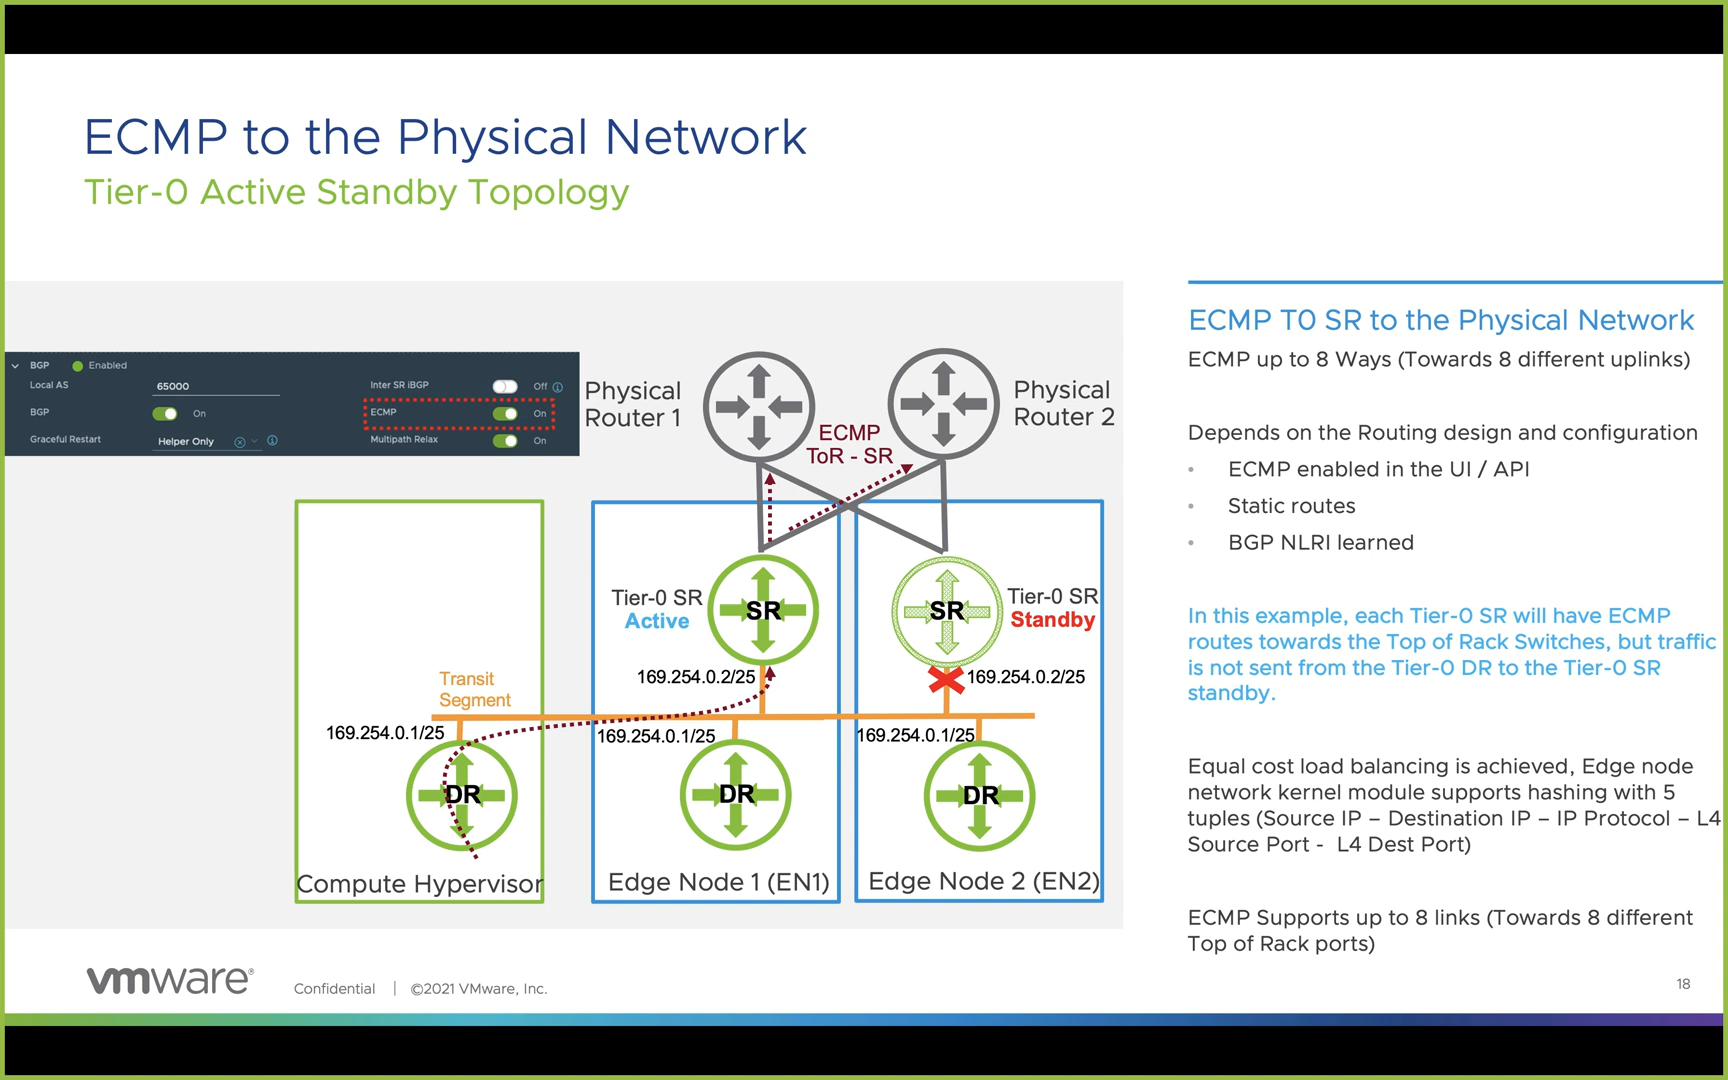 ECMP to the Physical Network
Tier-0 Active Standby Topology
BGP Enabled
Local AS 65000 Inter SR iBGP Off
BGP On ECMP On
Graceful Restart Helper Only Multipath Relax On
Physical
Router 1
Physical
Router 2
ECMP
ToR - SR
Tier-0 SR
Active
SR
SR
Tier-0 SR
Standby
169.254.0.2/25
169.254.0.2/25
Transit
Segment
169.254.0.1/25
169.254.0.1/25
169.254.0.1/25
DR
DR
DR
Compute Hypervisor
Edge Node 1 (EN1)
Edge Node 2 (EN2)
ECMP T0 SR to the Physical Network
ECMP up to 8 Ways (Towards 8 different uplinks)
Depends on the Routing design and configuration
• ECMP enabled in the UI / API
• Static routes
• BGP NLRI learned
In this example, each Tier-0 SR will have ECMP
routes towards the Top of Rack Switches, but traffic
is not sent from the Tier-0 DR to the Tier-0 SR
standby.
Equal cost load balancing is achieved, Edge node
network kernel module supports hashing with 5
tuples (Source IP – Destination IP – IP Protocol – L4
Source Port - L4 Dest Port)
ECMP Supports up to 8 links (Towards 8 different
Top of Rack ports)
vmware®
Confidential | ©2021 VMware, Inc.
18